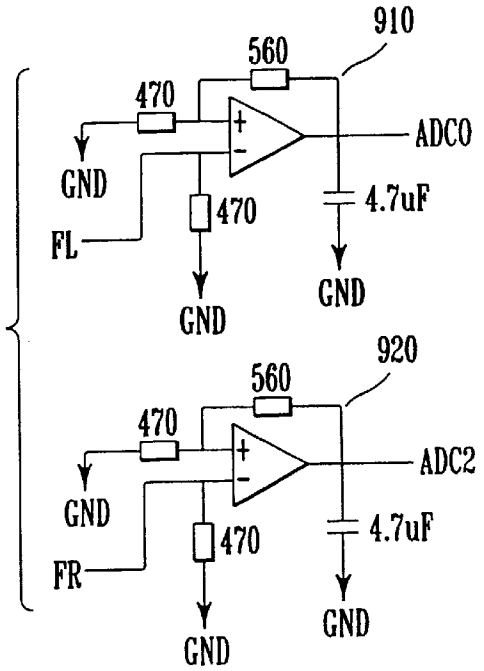 910
560
470
+
ADC0
-
GND
470
4.7uF
FL
GND
GND
920
560
470
+
ADC2
-
GND
470
4.7uF
FR
GND
GND